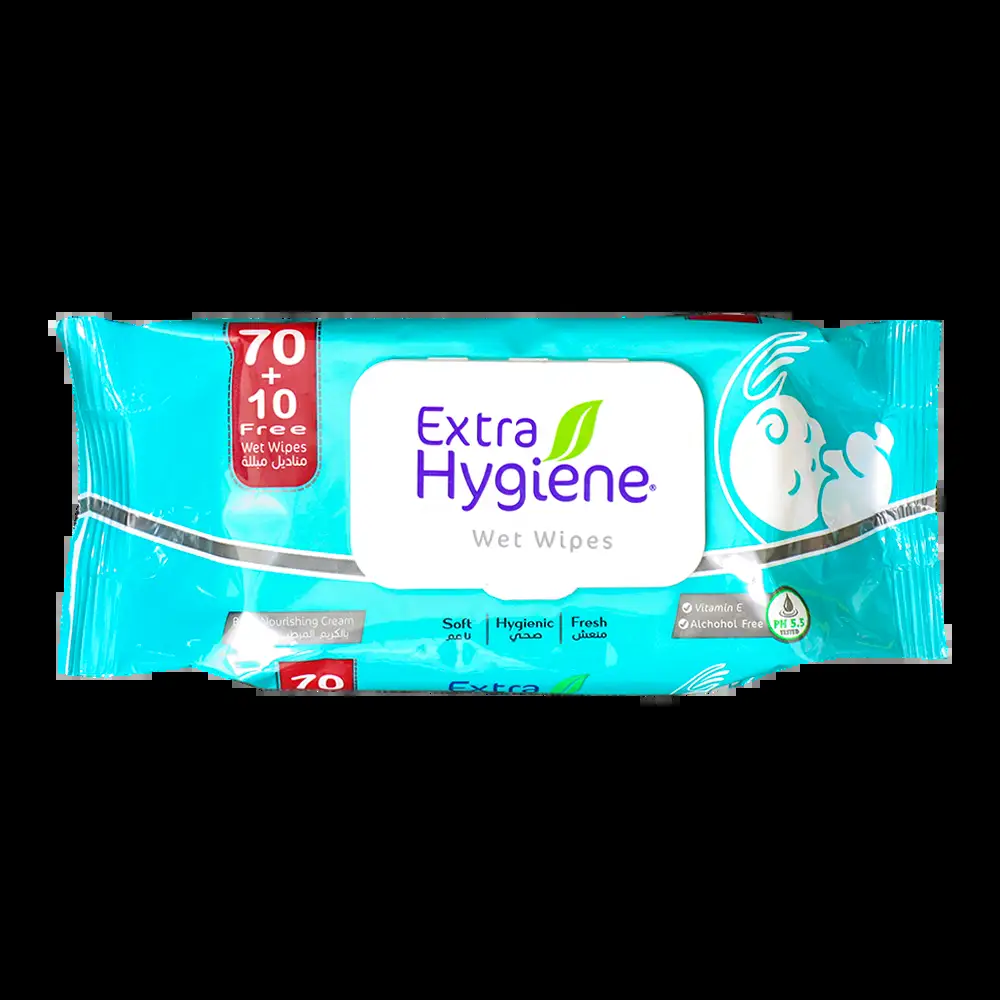 70
+
10
Free
Wet Wipes
مناديل مبللة
Extra
Hygiene®
Wet Wipes
Nourishing Cream
بالكريم
Soft
ناعم
Hygienic
صحي
Fresh
منعش
Vitamin E
Alchohol Free
PH 5.5
TESTED
70
Extra